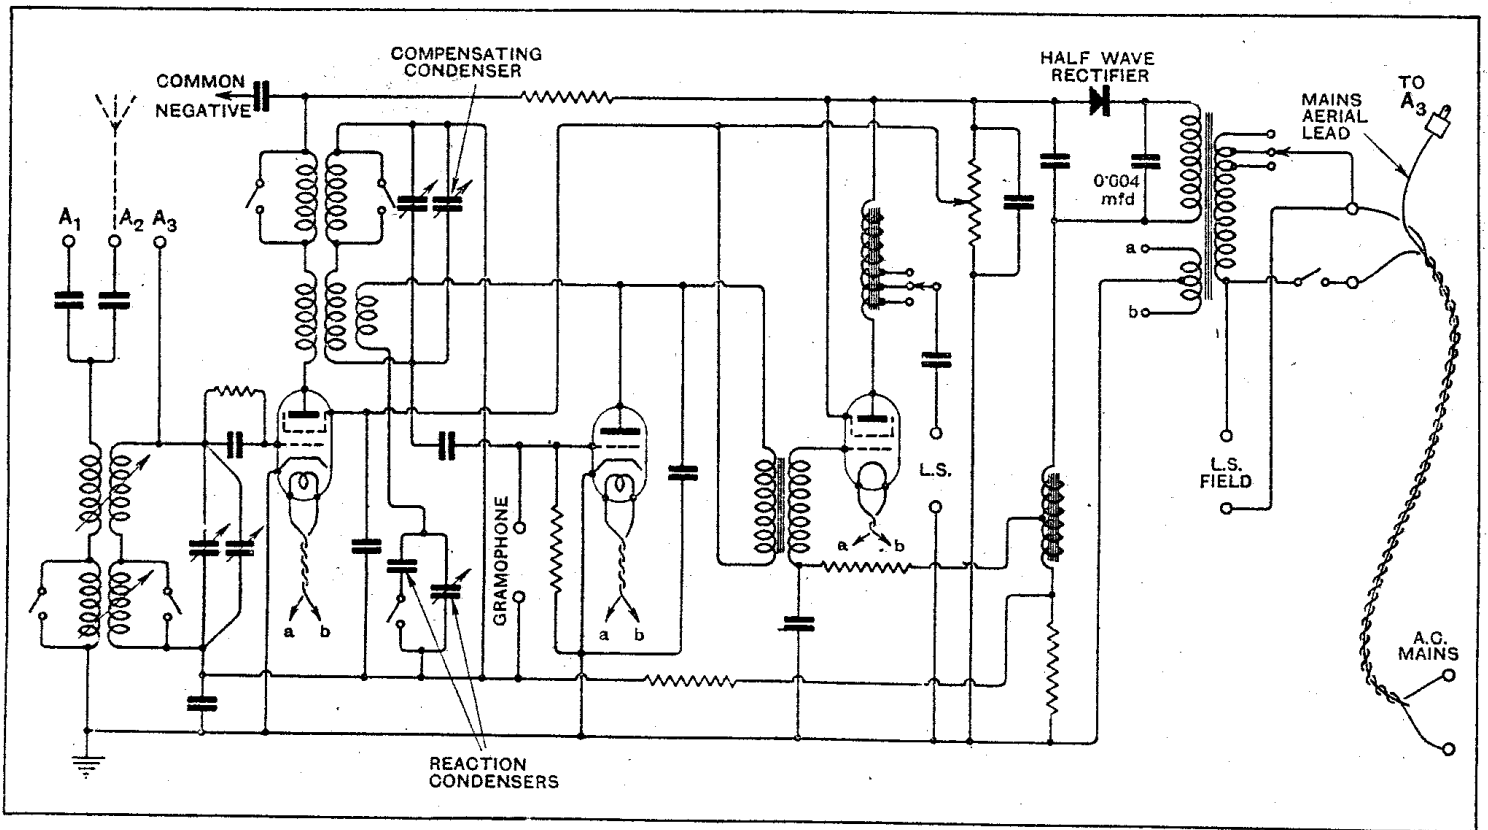 COMPENSATING
CONDENSER
COMMON
NEGATIVE
HALF WAVE
RECTIFIER
TO
A3
MAINS
AERIAL
LEAD
0·004
mfd
A1
A2
A3
a
b
L.S.
L.S.
FIELD
GRAMOPHONE
a
b
a
b
a
b
A.C.
MAINS
REACTION
CONDENSERS